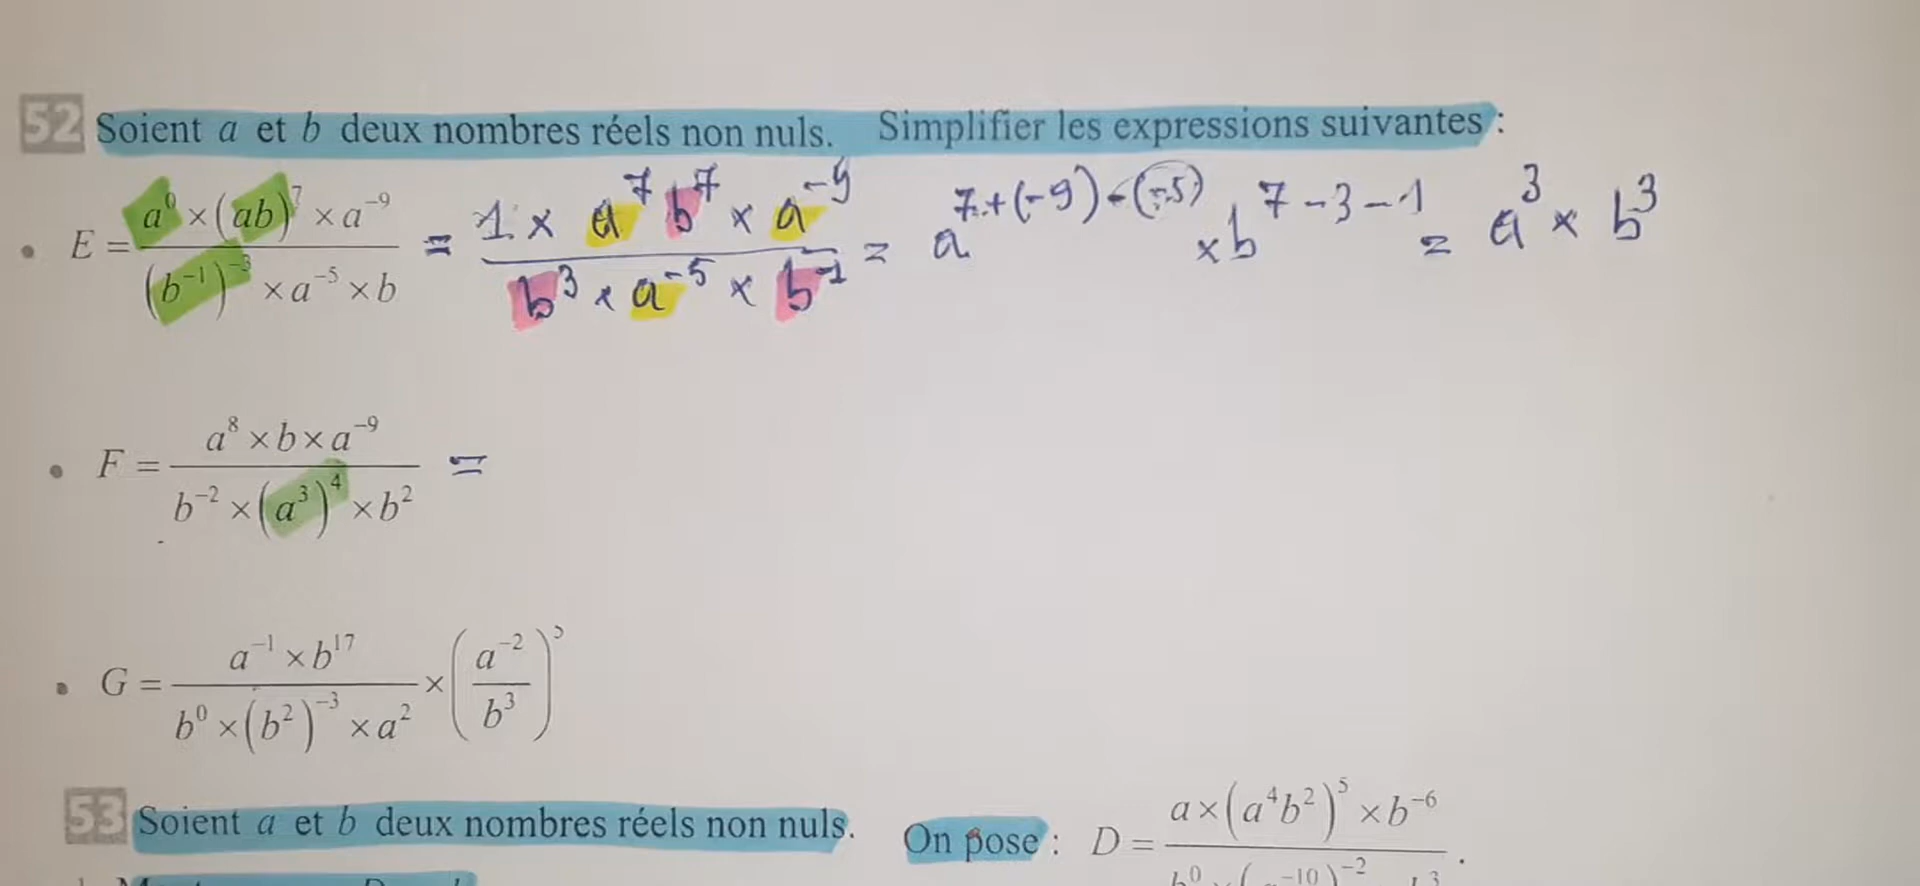 52 Soient a et b deux nombres réels non nuls. Simplifier les expressions suivantes :
• E = (a⁰ × (ab)⁷ × a⁻⁹) / ((b⁻¹)⁻³ × a⁻⁵ × b) = (1 × a⁷ b⁷ × a⁻⁹) / (b³ × a⁻⁵ × b¹) = a^(7+(-9)-(-5)) × b^(7-3-1) = a³ × b³
• F = (a⁸ × b × a⁻⁹) / (b⁻² × (a³)⁴ × b²) =
• G = (a⁻¹ × b¹⁷) / (b⁰ × (b²)⁻³ × a²) × (a⁻² / b³)
53 Soient a et b deux nombres réels non nuls. On pose : D = (a × (a⁴b²)⁵ × b⁻⁶) /